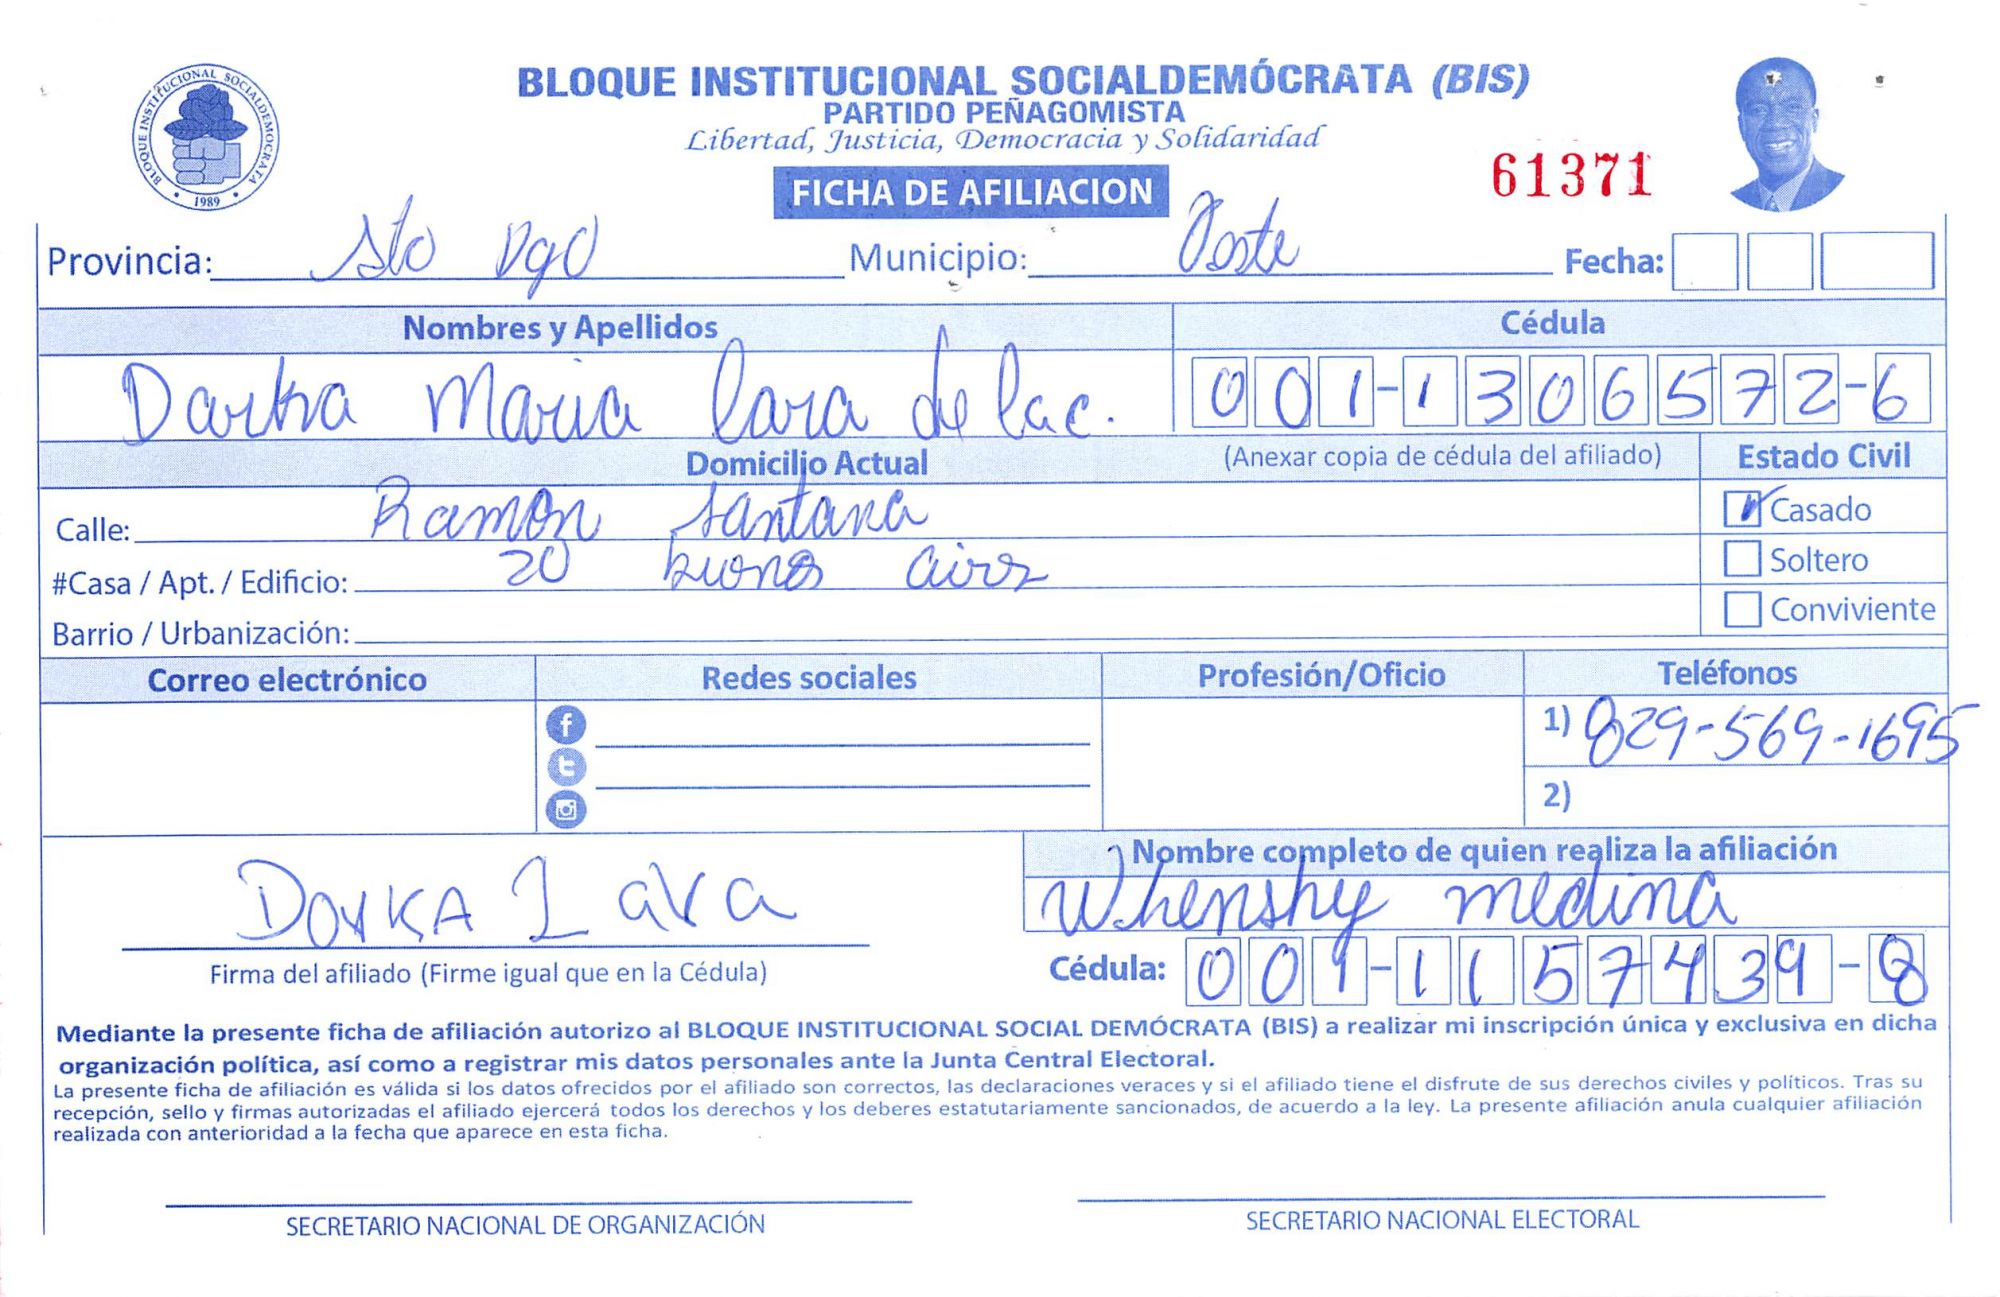 BLOQUE INSTITUCIONAL SOCIALDEMÓCRATA (BIS)
PARTIDO PEÑAGOMISTA
Libertad, Justicia, Democracia y Solidaridad
BLOQUE INSTITUCIONAL SOCIALDEMOCRATA
1989
61371
FICHA DE AFILIACION
Provincia: Sto Dgo Municipio: Oeste Fecha:
Nombres y Apellidos Cédula
Darka Maria Lara de la c. 001-1306572-6
Domicilio Actual (Anexar copia de cédula del afiliado) Estado Civil
Calle: Ramon Santana Casado
#Casa / Apt. / Edificio: 20 buenos aires Soltero
Barrio / Urbanización: Conviviente
Correo electrónico Redes sociales Profesión/Oficio Teléfonos
1) 829-569-1695
2)
Nombre completo de quien realiza la afiliación
DorKA Lara Whenshy medina
Firma del afiliado (Firme igual que en la Cédula) Cédula: 001-1157439-8
Mediante la presente ficha de afiliación autorizo al BLOQUE INSTITUCIONAL SOCIAL DEMÓCRATA (BIS) a realizar mi inscripción única y exclusiva en dicha
organización política, así como a registrar mis datos personales ante la Junta Central Electoral.
La presente ficha de afiliación es válida si los datos ofrecidos por el afiliado son correctos, las declaraciones veraces y si el afiliado tiene el disfrute de sus derechos civiles y políticos. Tras su
recepción, sello y firmas autorizadas el afiliado ejercerá todos los derechos y los deberes estatutariamente sancionados, de acuerdo a la ley. La presente afiliación anula cualquier afiliación
realizada con anterioridad a la fecha que aparece en esta ficha.
SECRETARIO NACIONAL DE ORGANIZACIÓN SECRETARIO NACIONAL ELECTORAL